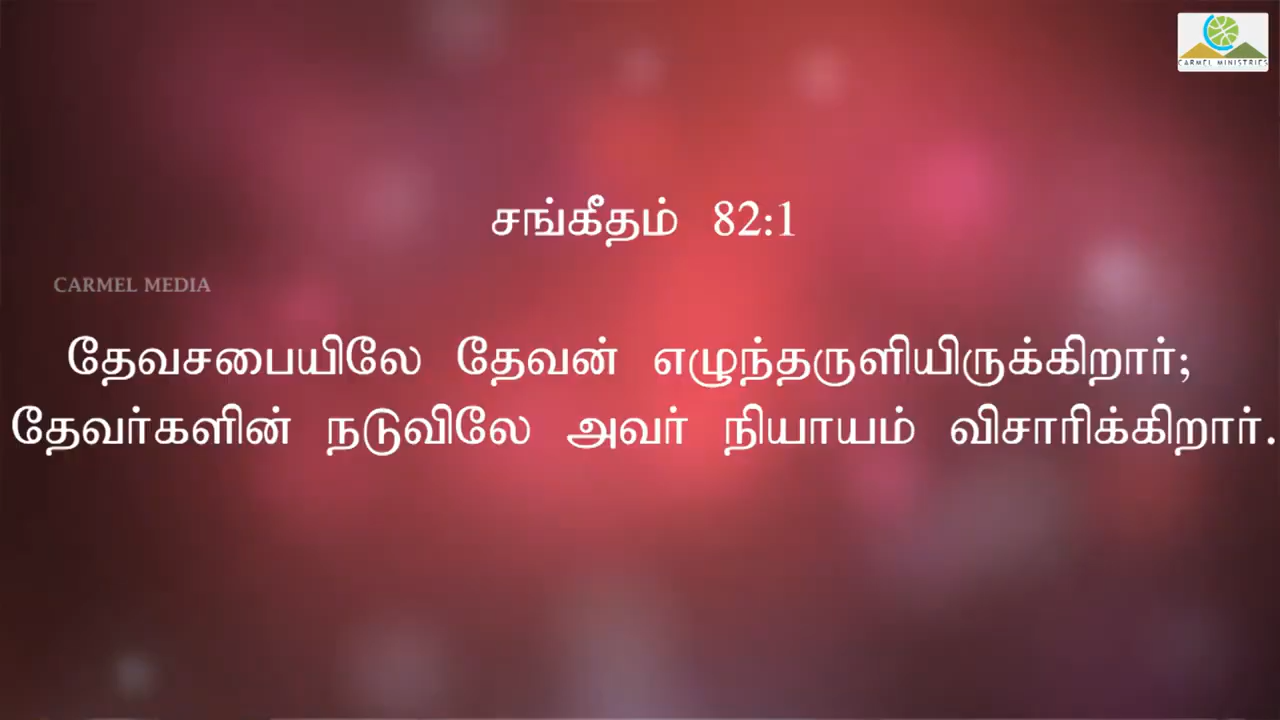 CARMEL MINISTRIES
சங்கீதம் 82:1
CARMEL MEDIA
தேவசபையிலே தேவன் எழுந்தருளியிருக்கிறார்;
தேவர்களின் நடுவிலே அவர் நியாயம் விசாரிக்கிறார்.